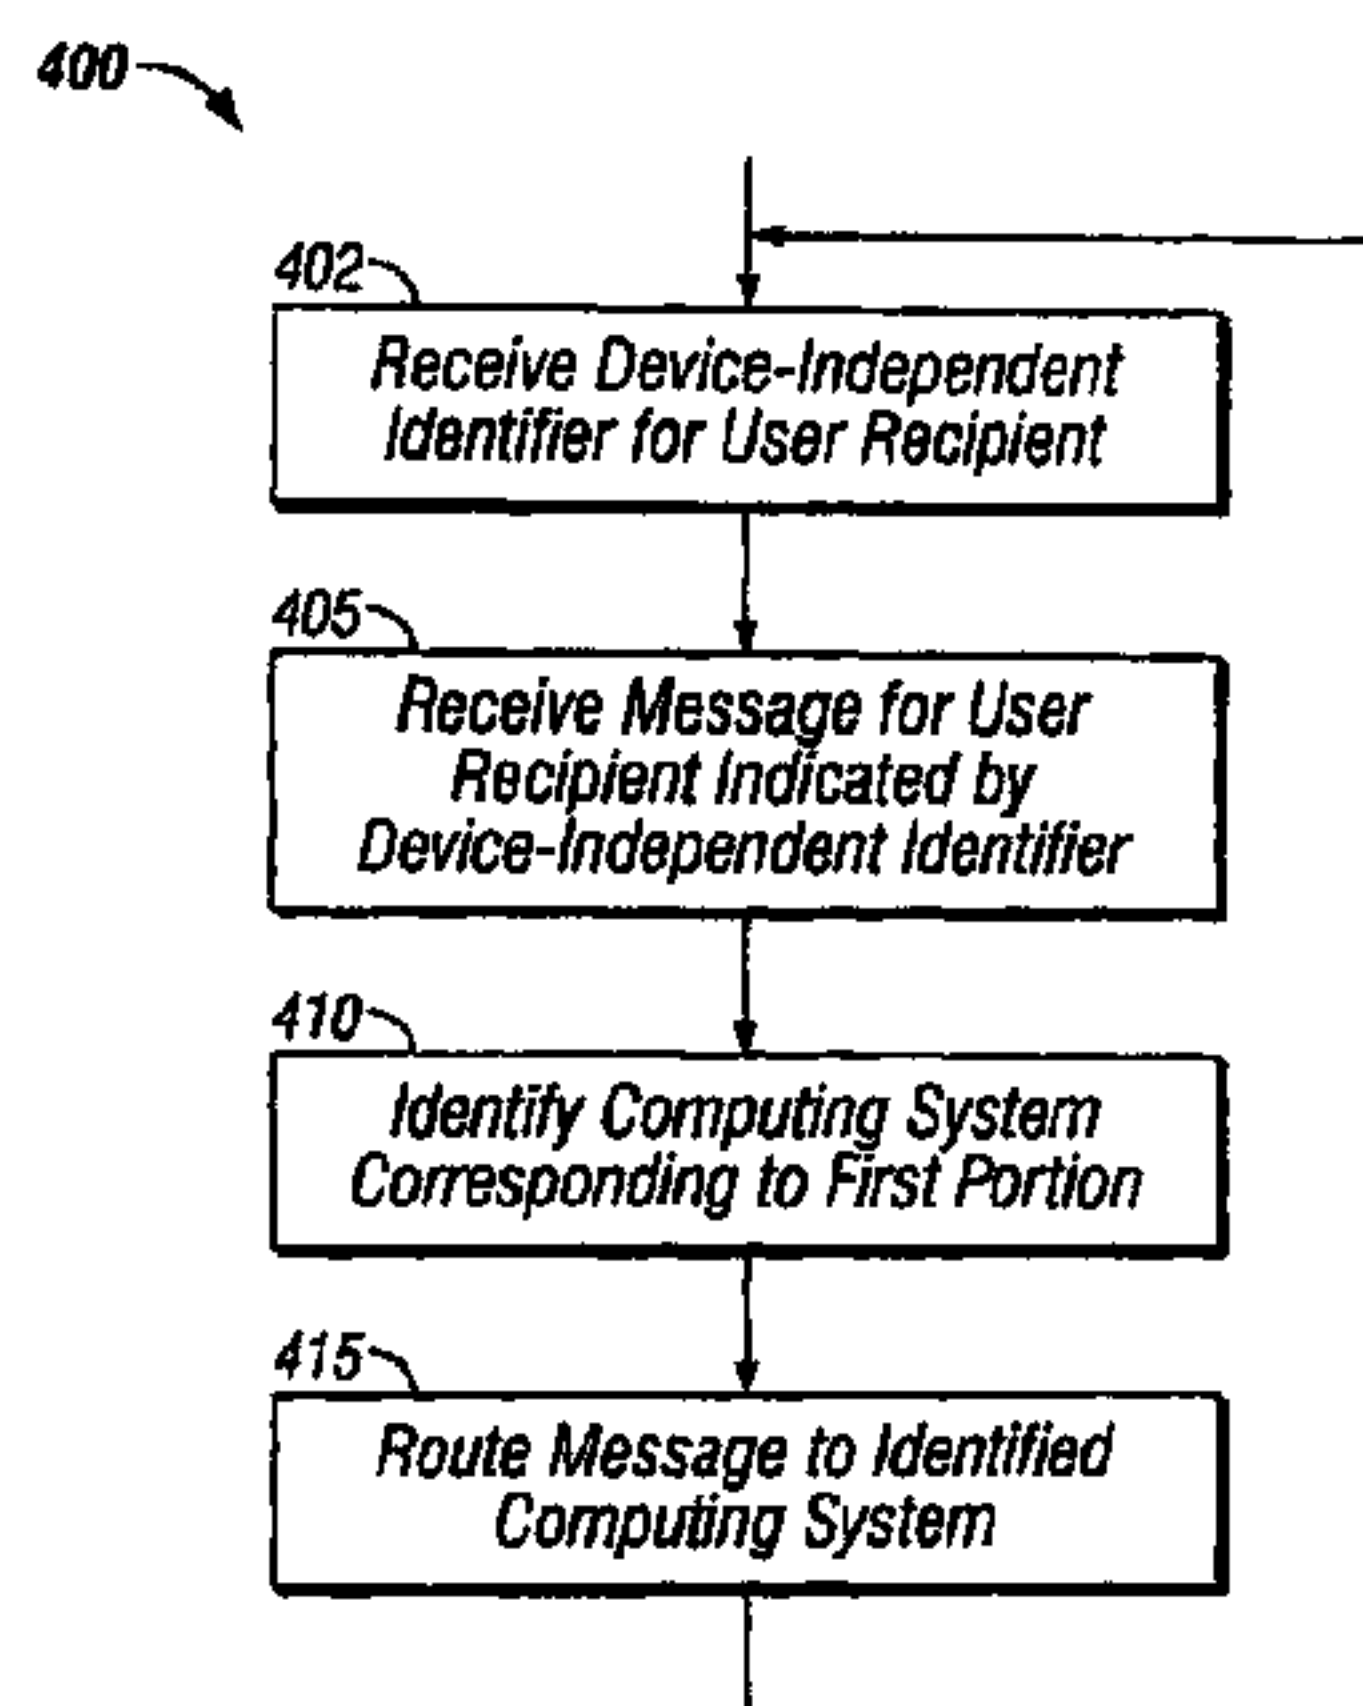 400
402
Receive Device-Independent
Identifier for User Recipient
405
Receive Message for User
Recipient Indicated by
Device-Independent Identifier
410
Identify Computing System
Corresponding to First Portion
415
Route Message to Identified
Computing System